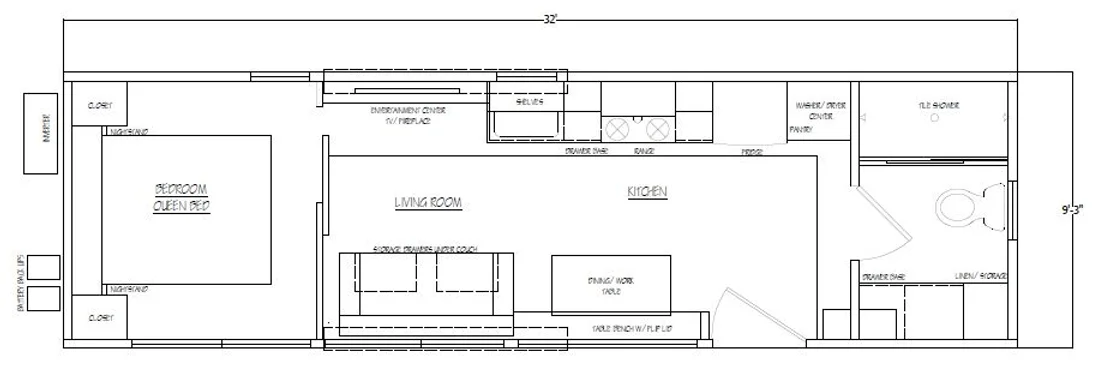 32'
CLOSET
NIGHTSTAND
INVERTER
BEDROOM
QUEEN BED
BATTERY BACK UPS
NIGHTSTAND
CLOSET
ENTERTAINMENT CENTER
TV/ FIREPLACE
SHELVES
DRAWER BASE
RANGE
FRIDGE
WASHER/ DRYER
CENTER
PANTRY
TILE SHOWER
LIVING ROOM
KITCHEN
9'-3"
STORAGE DRAWERS UNDER COUCH
DINING/ WORK
TABLE
TABLE BENCH W/ FLIP LID
DRAWER BASE
LINEN/ STORAGE